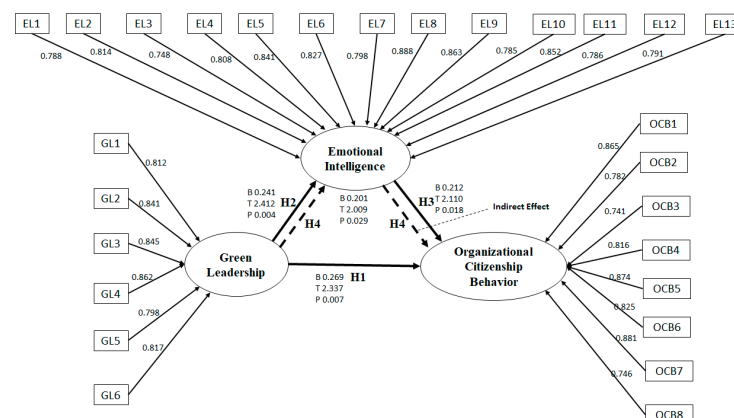 EL1
EL2
EL3
EL4
EL5
EL6
EL7
EL8
EL9
EL10
EL11
EL12
EL13
0.788
0.814
0.748
0.808
0.841
0.827
0.798
0.888
0.863
0.785
0.852
0.786
0.791
Emotional
Intelligence
GL1
GL2
GL3
GL4
GL5
GL6
0.812
0.841
0.845
0.862
0.798
0.817
Green
Leadership
B 0.241
T 2.412
P 0.004
H2
H4
B 0.201
T 2.009
P 0.029
H4
H3
B 0.212
T 2.110
P 0.018
Indirect Effect
B 0.269
T 2.337
P 0.007
H1
Organizational
Citizenship
Behavior
OCB1
OCB2
OCB3
OCB4
OCB5
OCB6
OCB7
OCB8
0.865
0.782
0.741
0.816
0.874
0.825
0.881
0.746